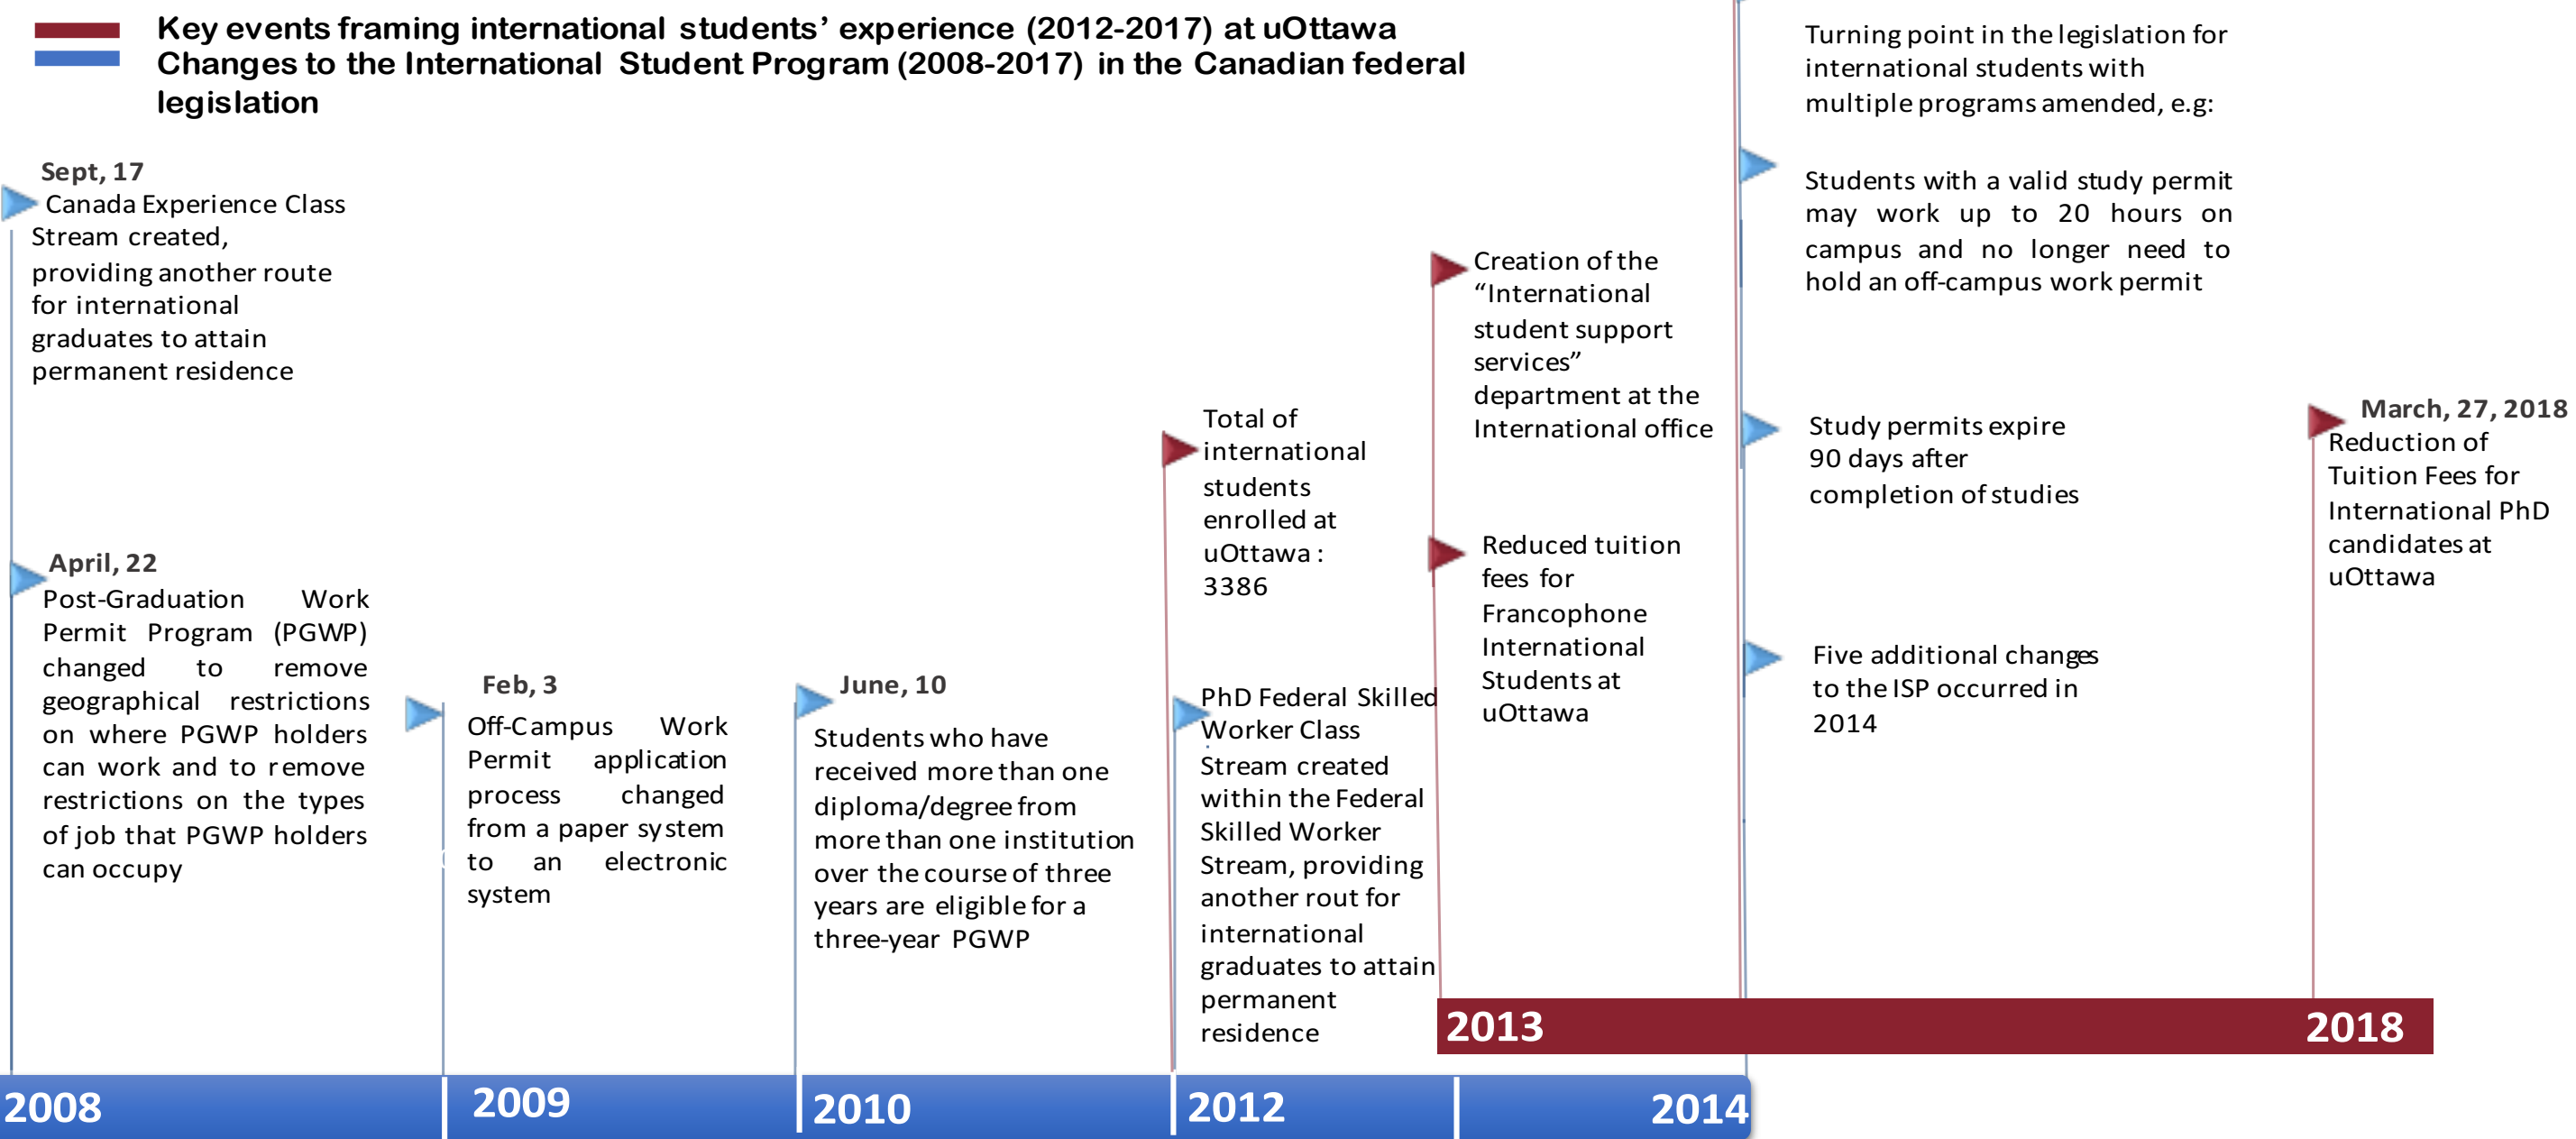 Key events framing international students’ experience (2012-2017) at uOttawa
Changes to the International Student Program (2008-2017) in the Canadian federal
legislation
Sept, 17
Canada Experience Class
Stream created,
providing another route
for international
graduates to attain
permanent residence
April, 22
Post-Graduation Work
Permit Program (PGWP)
changed to remove
geographical restrictions
on where PGWP holders
can work and to remove
restrictions on the types
of job that PGWP holders
can occupy
Feb, 3
Off-Campus Work
Permit application
process changed
from a paper system
to an electronic
system
June, 10
Students who have
received more than one
diploma/degree from
more than one institution
over the course of three
years are eligible for a
three-year PGWP
Total of
international
students
enrolled at
uOttawa :
3386
PhD Federal Skilled
Worker Class
Stream created
within the Federal
Skilled Worker
Stream, providing
another rout for
international
graduates to attain
permanent
residence
Creation of the
“International
student support
services”
department at the
International office
Reduced tuition
fees for
Francophone
International
Students at
uOttawa
Turning point in the legislation for
international students with
multiple programs amended, e.g:
Students with a valid study permit
may work up to 20 hours on
campus and no longer need to
hold an off-campus work permit
Study permits expire
90 days after
completion of studies
Five additional changes
to the ISP occurred in
2014
March, 27, 2018
Reduction of
Tuition Fees for
International PhD
candidates at
uOttawa
2013
2018
2008
2009
2010
2012
2014